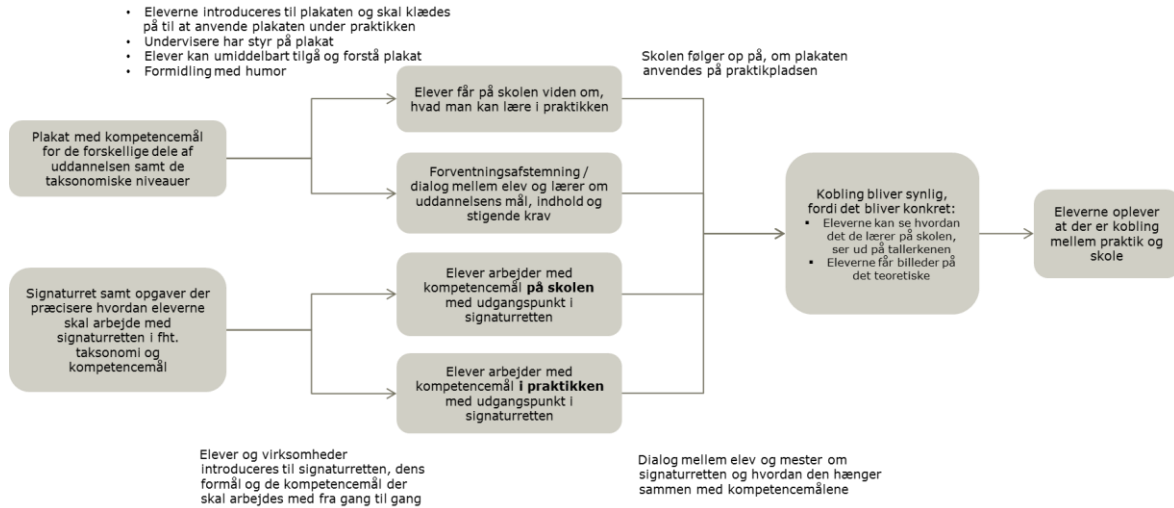 • Eleverne introduceres til plakaten og skal klædes
på til at anvende plakaten under praktikken
• Undervisere har styr på plakat
• Elever kan umiddelbart tilgå og forstå plakat
• Formidling med humor
Skolen følger op på, om plakaten
anvendes på praktikpladsen
Plakat med kompetencemål
for de forskellige dele af
uddannelsen samt de
taksonomiske niveauer
Elever får på skolen viden om,
hvad man kan lære i praktikken
Forventningsafstemning /
dialog mellem elev og lærer om
uddannelsens mål, indhold og
stigende krav
Signaturret samt opgaver der
præcisere hvordan eleverne
skal arbejde med
signaturretten i fht.
taksonomi og
kompetencemål
Elever arbejder med
kompetencemål på skolen
med udgangspunkt i
signaturretten
Elever arbejder med
kompetencemål i praktikken
med udgangspunkt i
signaturretten
Kobling bliver synlig,
fordi det bliver konkret:
▪ Eleverne kan se hvordan
det de lærer på skolen,
ser ud på tallerkenen
▪ Eleverne får billeder på
det teoretiske
Eleverne oplever
at der er kobling
mellem praktik og
skole
Elever og virksomheder
introduceres til signaturretten, dens
formål og de kompetencemål der
skal arbejdes med fra gang til gang
Dialog mellem elev og mester om
signaturretten og hvordan den hænger
sammen med kompetencemålene